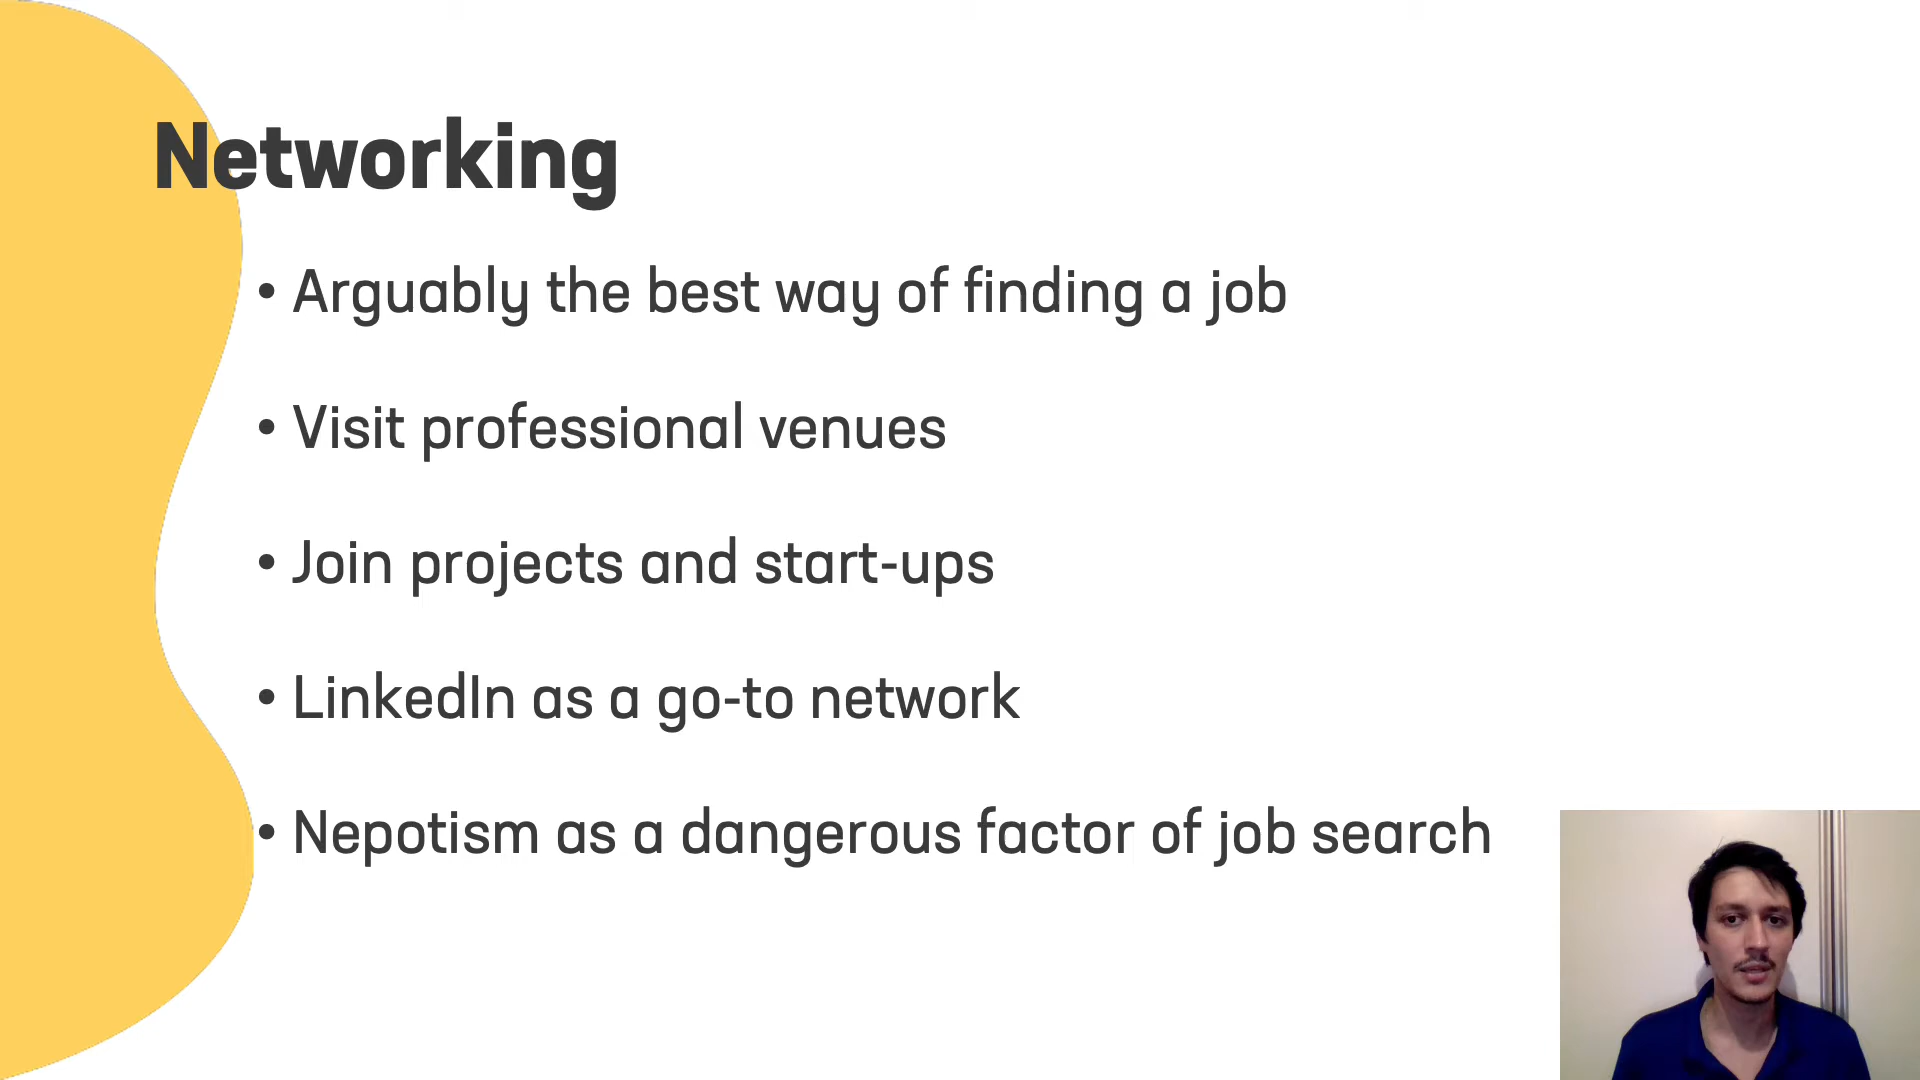 Networking
• Arguably the best way of finding a job
• Visit professional venues
• Join projects and start-ups
• LinkedIn as a go-to network
• Nepotism as a dangerous factor of job search